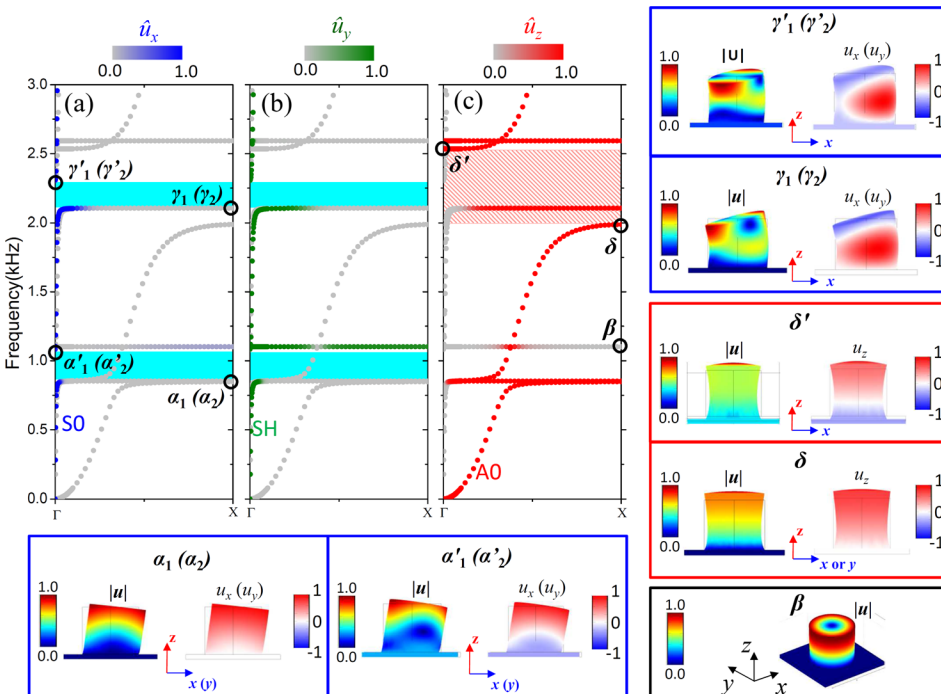 û_x
û_y
û_z
0.0 1.0
0.0 1.0
0.0 1.0
(a)
(b)
(c)
Frequency(kHz)
3.0
2.5
2.0
1.5
1.0
0.5
0.0
γ'₁ (γ'₂)
γ₁ (γ₂)
α'₁ (α'₂)
α₁ (α₂)
S0
SH
A0
δ'
δ
β
Γ X
Γ X
Γ X
γ'₁ (γ'₂)
|U|
u_x (u_y)
1.0
0.0
1
0
-1
z
x
γ₁ (γ₂)
|u|
u_x (u_y)
1.0
0.0
1
0
-1
z
x
δ'
|u|
u_z
1.0
0.0
1
0
-1
z
x
δ
|u|
u_z
1.0
0.0
1
0
-1
z
x or y
α₁ (α₂)
|u|
u_x (u_y)
1.0
0.0
1
0
-1
z
x (y)
α'₁ (α'₂)
|u|
u_x (u_y)
1.0
0.0
1
0
-1
z
x (y)
β
|u|
1.0
0.0
z
y
x